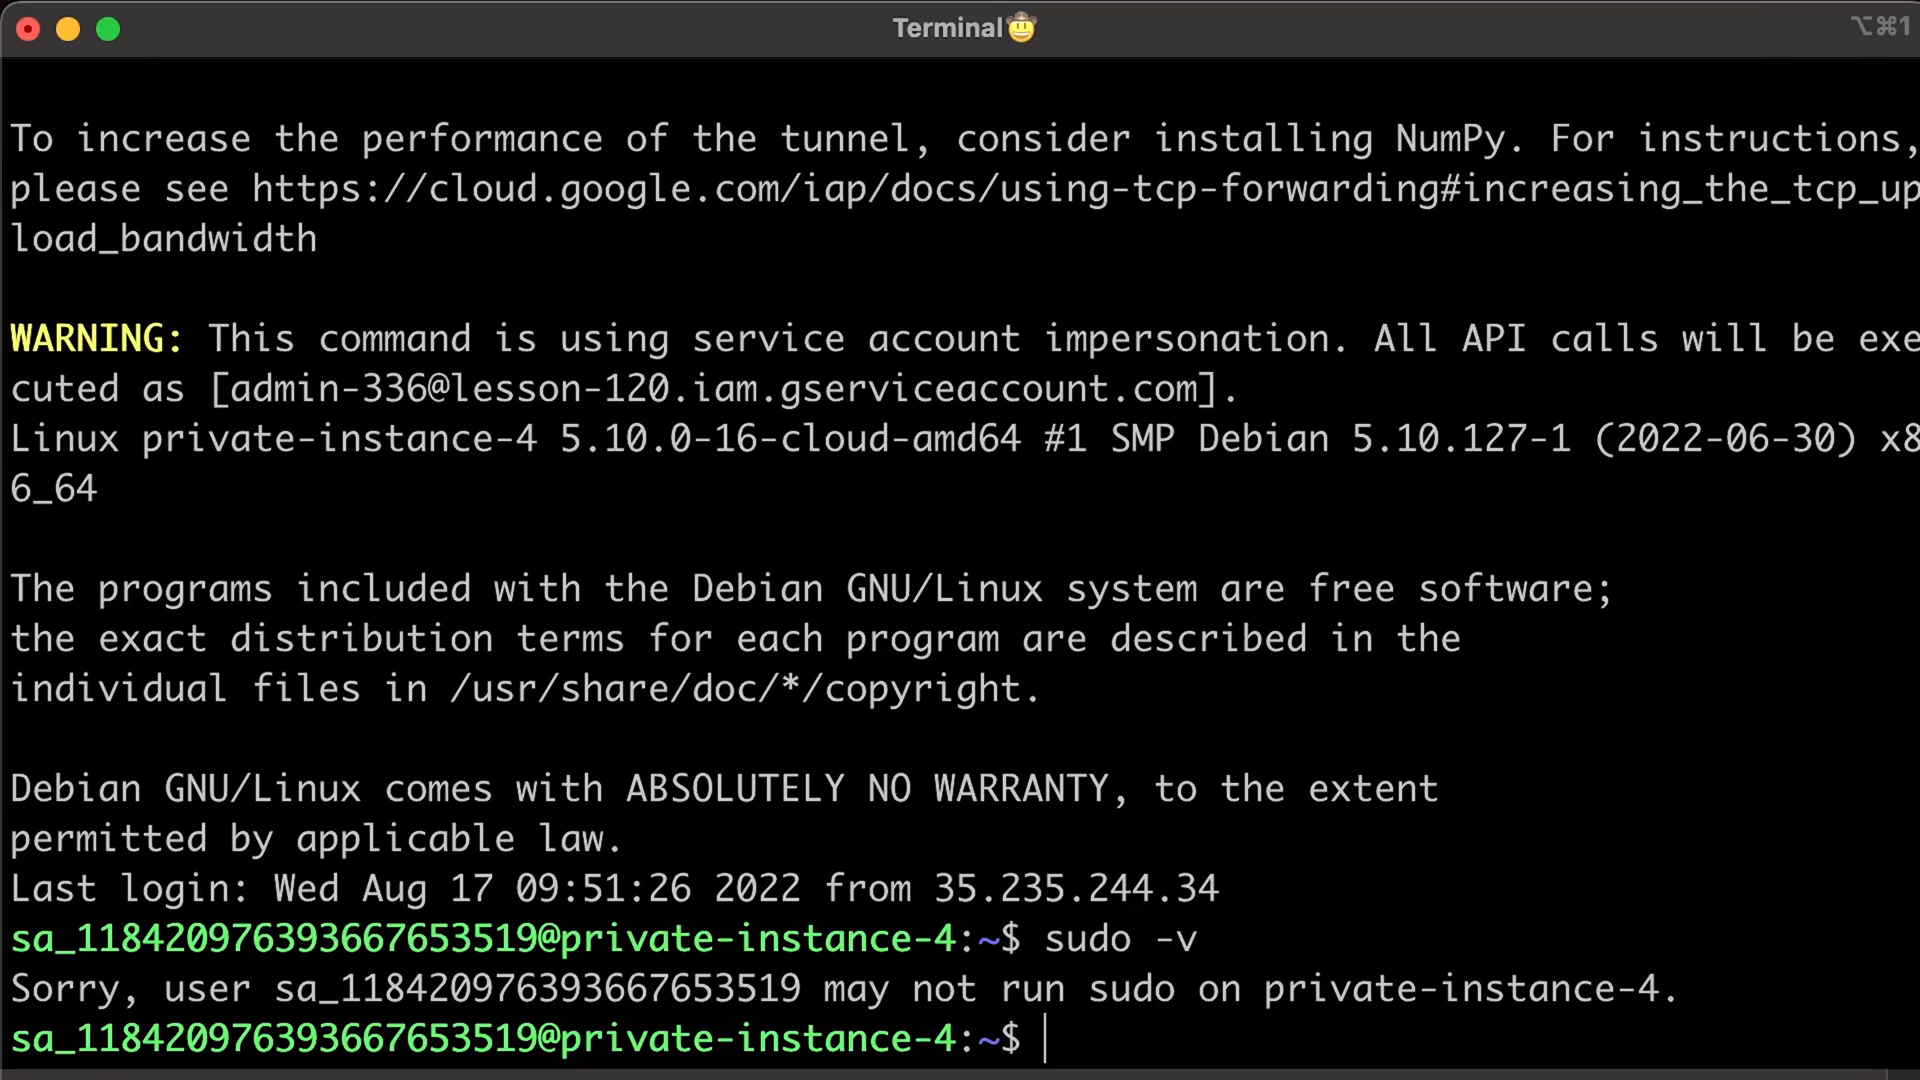 Terminal🤠
⌥⌘1
To increase the performance of the tunnel, consider installing NumPy. For instructions,
please see https://cloud.google.com/iap/docs/using-tcp-forwarding#increasing_the_tcp_up
load_bandwidth
WARNING: This command is using service account impersonation. All API calls will be exe
cuted as [admin-336@lesson-120.iam.gserviceaccount.com].
Linux private-instance-4 5.10.0-16-cloud-amd64 #1 SMP Debian 5.10.127-1 (2022-06-30) x8
6_64
The programs included with the Debian GNU/Linux system are free software;
the exact distribution terms for each program are described in the
individual files in /usr/share/doc/*/copyright.
Debian GNU/Linux comes with ABSOLUTELY NO WARRANTY, to the extent
permitted by applicable law.
Last login: Wed Aug 17 09:51:26 2022 from 35.235.244.34
sa_118420976393667653519@private-instance-4:~$ sudo -v
Sorry, user sa_118420976393667653519 may not run sudo on private-instance-4.
sa_118420976393667653519@private-instance-4:~$